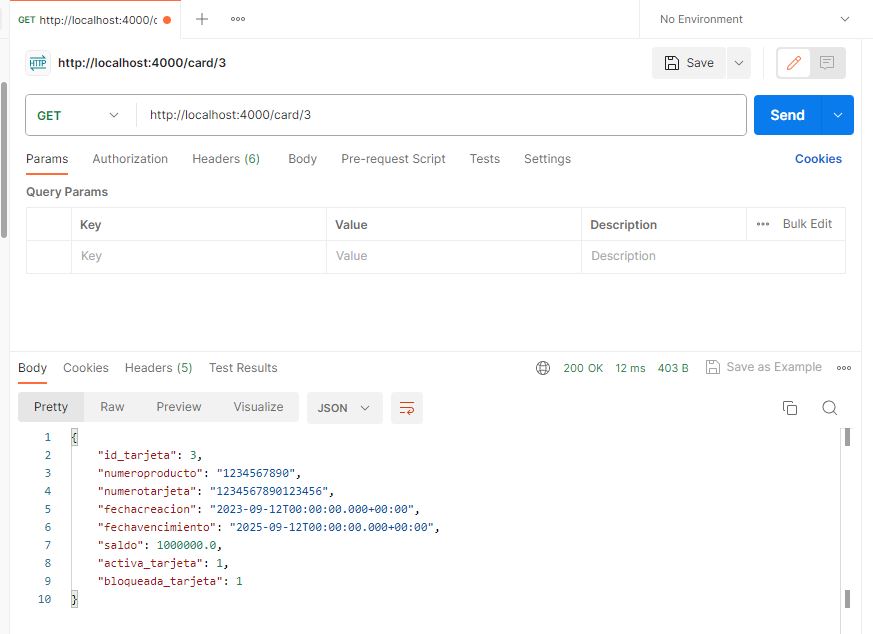 GET http://localhost:4000/c
No Environment
HTTP http://localhost:4000/card/3
Save
GET http://localhost:4000/card/3 Send
Params Authorization Headers (6) Body Pre-request Script Tests Settings Cookies
Query Params
Key Value Description Bulk Edit
Key Value Description
Body Cookies Headers (5) Test Results 200 OK 12 ms 403 B Save as Example
Pretty Raw Preview Visualize JSON
1 {
2 "id_tarjeta": 3,
3 "numeroproducto": "1234567890",
4 "numerotarjeta": "1234567890123456",
5 "fechacreacion": "2023-09-12T00:00:00.000+00:00",
6 "fechavencimiento": "2025-09-12T00:00:00.000+00:00",
7 "saldo": 1000000.0,
8 "activa_tarjeta": 1,
9 "bloqueada_tarjeta": 1
10 }